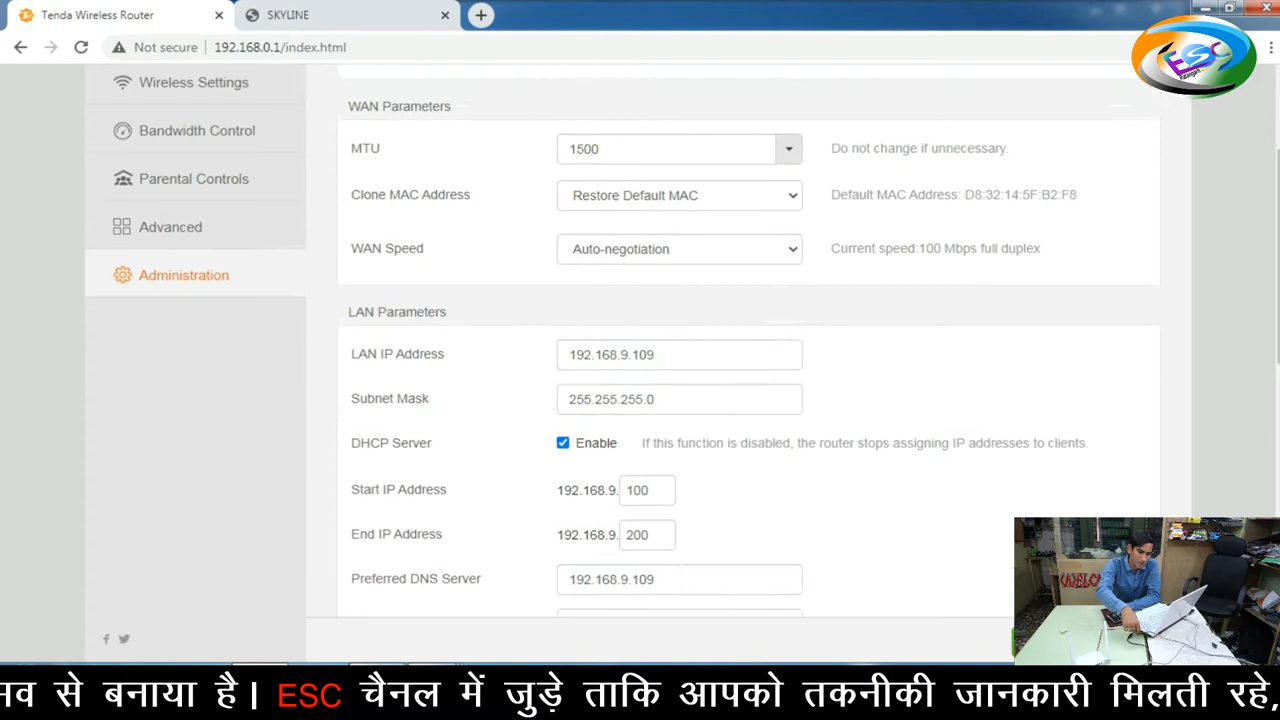 Tenda Wireless Router
SKYLINE
Not secure
192.168.0.1/index.html
ESC
Ratangarh
Wireless Settings
Bandwidth Control
Parental Controls
Advanced
Administration
WAN Parameters
MTU 1500 Do not change if unnecessary.
Clone MAC Address Restore Default MAC Default MAC Address: D8:32:14:5F:B2:F8
WAN Speed Auto-negotiation Current speed:100 Mbps full duplex
LAN Parameters
LAN IP Address 192.168.9.109
Subnet Mask 255.255.255.0
DHCP Server Enable If this function is disabled, the router stops assigning IP addresses to clients.
Start IP Address 192.168.9. 100
End IP Address 192.168.9. 200
Preferred DNS Server 192.168.9.109
से बनाया है। ESC चैनल में जुड़े ताकि आपको तकनीकी जानकारी मिलती रहे,